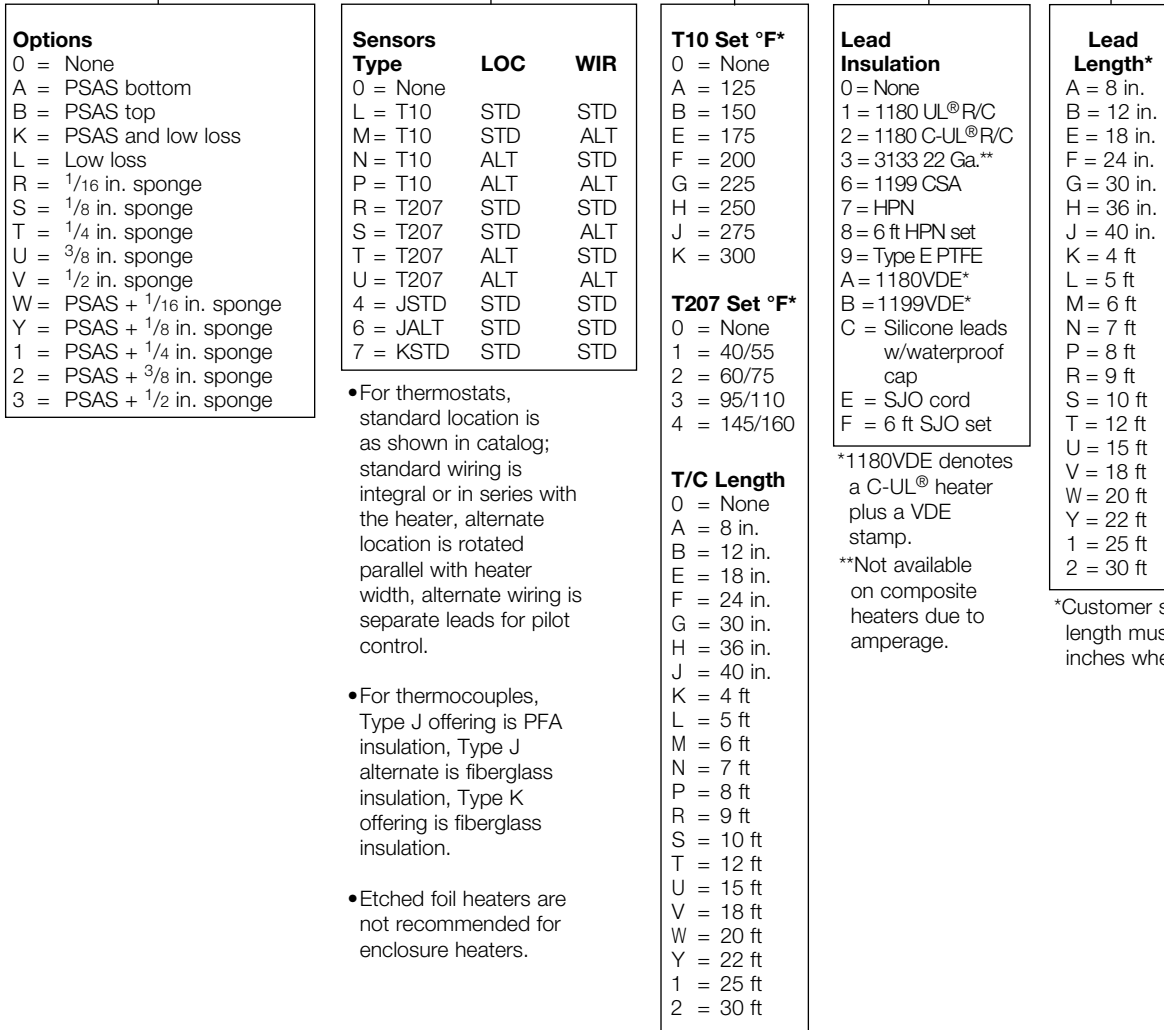 Options
0 = None
A = PSAS bottom
B = PSAS top
K = PSAS and low loss
L = Low loss
R = 1/16 in. sponge
S = 1/8 in. sponge
T = 1/4 in. sponge
U = 3/8 in. sponge
V = 1/2 in. sponge
W = PSAS + 1/16 in. sponge
Y = PSAS + 1/8 in. sponge
1 = PSAS + 1/4 in. sponge
2 = PSAS + 3/8 in. sponge
3 = PSAS + 1/2 in. sponge
Sensors
Type LOC WIR
0 = None
L = T10 STD STD
M = T10 STD ALT
N = T10 ALT STD
P = T10 ALT ALT
R = T207 STD STD
S = T207 STD ALT
T = T207 ALT STD
U = T207 ALT ALT
4 = JSTD STD STD
6 = JALT STD STD
7 = KSTD STD STD
•For thermostats,
standard location is
as shown in catalog;
standard wiring is
integral or in series with
the heater, alternate
location is rotated
parallel with heater
width, alternate wiring is
separate leads for pilot
control.
•For thermocouples,
Type J offering is PFA
insulation, Type J
alternate is fiberglass
insulation, Type K
offering is fiberglass
insulation.
•Etched foil heaters are
not recommended for
enclosure heaters.
T10 Set °F*
0 = None
A = 125
B = 150
E = 175
F = 200
G = 225
H = 250
J = 275
K = 300
T207 Set °F*
0 = None
1 = 40/55
2 = 60/75
3 = 95/110
4 = 145/160
T/C Length
0 = None
A = 8 in.
B = 12 in.
E = 18 in.
F = 24 in.
G = 30 in.
H = 36 in.
J = 40 in.
K = 4 ft
L = 5 ft
M = 6 ft
N = 7 ft
P = 8 ft
R = 9 ft
S = 10 ft
T = 12 ft
U = 15 ft
V = 18 ft
W = 20 ft
Y = 22 ft
1 = 25 ft
2 = 30 ft
Lead
Insulation
0 = None
1 = 1180 UL® R/C
2 = 1180 C-UL® R/C
3 = 3133 22 Ga.**
6 = 1199 CSA
7 = HPN
8 = 6 ft HPN set
9 = Type E PTFE
A = 1180VDE*
B = 1199VDE*
C = Silicone leads
w/waterproof
cap
E = SJO cord
F = 6 ft SJO set
*1180VDE denotes
a C-UL® heater
plus a VDE
stamp.
**Not available
on composite
heaters due to
amperage.
Lead
Length*
A = 8 in.
B = 12 in.
E = 18 in.
F = 24 in.
G = 30 in.
H = 36 in.
J = 40 in.
K = 4 ft
L = 5 ft
M = 6 ft
N = 7 ft
P = 8 ft
R = 9 ft
S = 10 ft
T = 12 ft
U = 15 ft
V = 18 ft
W = 20 ft
Y = 22 ft
1 = 25 ft
2 = 30 ft
*Customer
length
inches